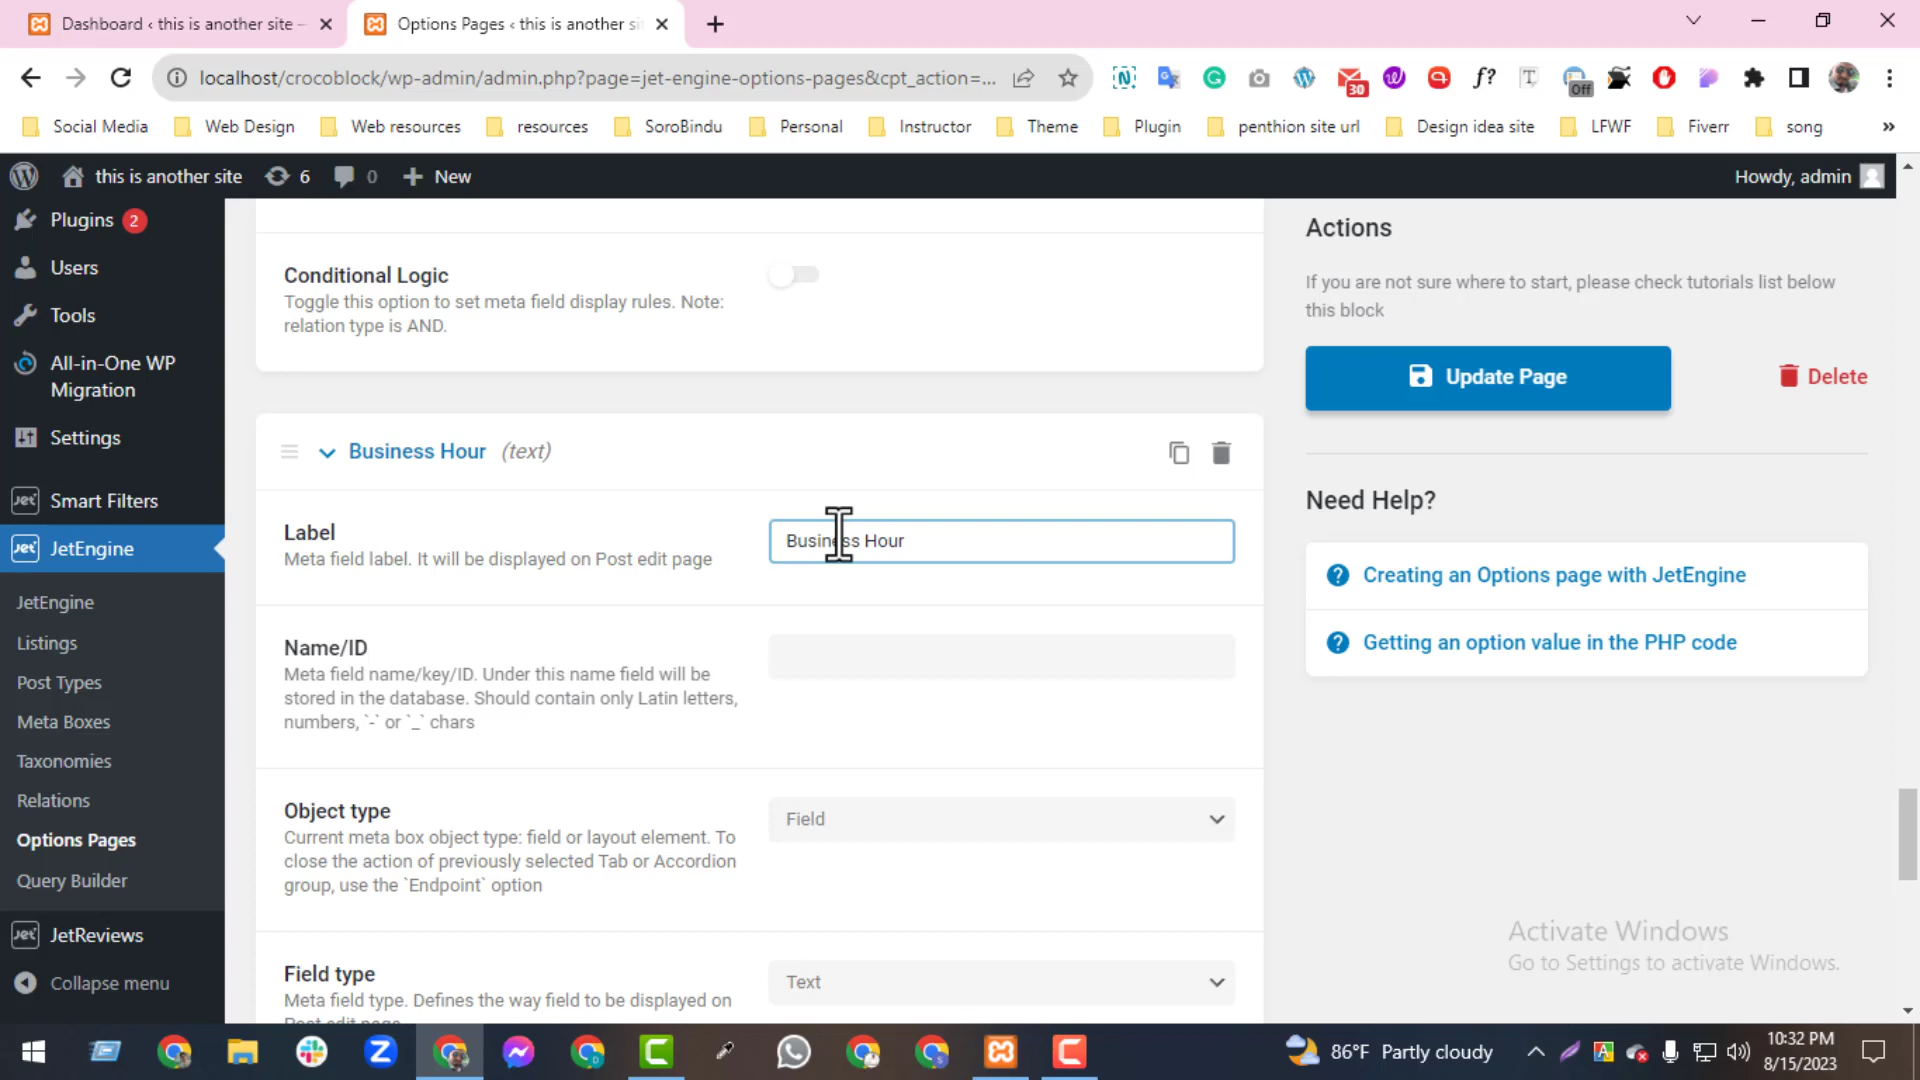 Dashboard ‹ this is another site –
Options Pages ‹ this is another si
localhost/crocoblock/wp-admin/admin.php?page=jet-engine-options-pages&cpt_action=...
30
f?
T
Off
Social Media
Web Design
Web resources
resources
SoroBindu
Personal
Instructor
Theme
Plugin
penthion site url
Design idea site
LFWF
Fiverr
song
»
this is another site
6
0
New
Howdy, admin
Plugins 2
Users
Tools
All-in-One WP
Migration
Settings
Smart Filters
JetEngine
JetEngine
Listings
Post Types
Meta Boxes
Taxonomies
Relations
Options Pages
Query Builder
JetReviews
Collapse menu
Conditional Logic
Toggle this option to set meta field display rules. Note:
relation type is AND.
Business Hour (text)
Label
Meta field label. It will be displayed on Post edit page
Business Hour
Name/ID
Meta field name/key/ID. Under this name field will be
stored in the database. Should contain only Latin letters,
numbers, `-` or `_` chars
Object type
Current meta box object type: field or layout element. To
close the action of previously selected Tab or Accordion
group, use the `Endpoint` option
Field
Field type
Meta field type. Defines the way field to be displayed on
Post edit page
Text
Actions
If you are not sure where to start, please check tutorials list below
this block
Update Page
Delete
Need Help?
Creating an Options page with JetEngine
Getting an option value in the PHP code
Activate Windows
Go to Settings to activate Windows.
86°F Partly cloudy
10:32 PM
8/15/2023